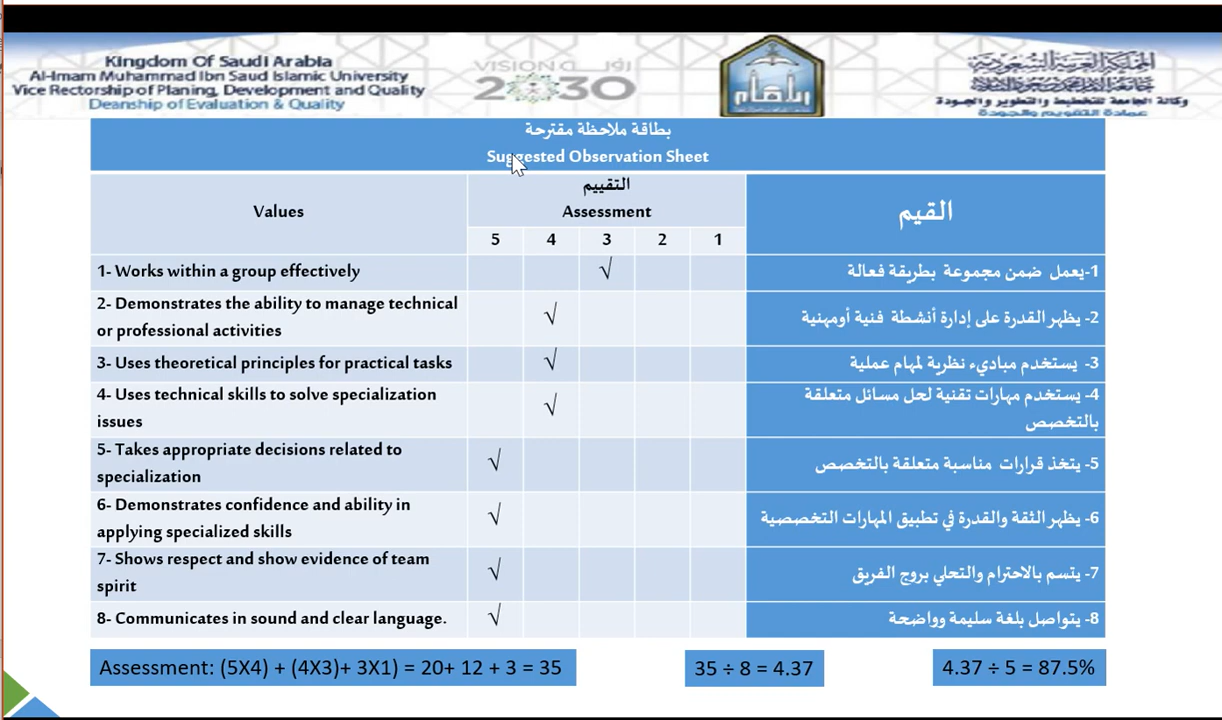 Kingdom Of Saudi Arabia
Al-Imam Muhammad Ibn Saud Islamic University
Vice Rectorship of Planing, Development and Quality
Deanship of Evaluation & Quality
VISION رؤية
2030
المملكة العربية السعودية
وكالة الجامعة للتخطيط والتطوير والجودة
عمادة التقويم والجودة
بطاقة ملاحظة مقترحة
Suggested Observation Sheet
Values
التقييم
Assessment
القيم
5 4 3 2 1
1- Works within a group effectively √ 1-يعمل ضمن مجموعة بطريقة فعالة
2- Demonstrates the ability to manage technical
or professional activities √ 2- يظهر القدرة على إدارة أنشطة فنية أومهنية
3- Uses theoretical principles for practical tasks √ 3- يستخدم مباديء نظرية لمهام عملية
4- Uses technical skills to solve specialization
issues √ 4- يستخدم مهارات تقنية لحل مسائل متعلقة
بالتخصص
5- Takes appropriate decisions related to
specialization √ 5- يتخذ قرارات مناسبة متعلقة بالتخصص
6- Demonstrates confidence and ability in
applying specialized skills √ 6- يظهر الثقة والقدرة في تطبيق المهارات التخصصية
7- Shows respect and show evidence of team
spirit √ 7- يتسم بالاحترام والتحلي بروح الفريق
8- Communicates in sound and clear language. √ 8- يتواصل بلغة سليمة وواضحة
Assessment: (5X4) + (4X3)+ 3X1) = 20+ 12 + 3 = 35
35 ÷ 8 = 4.37
4.37 ÷ 5 = 87.5%